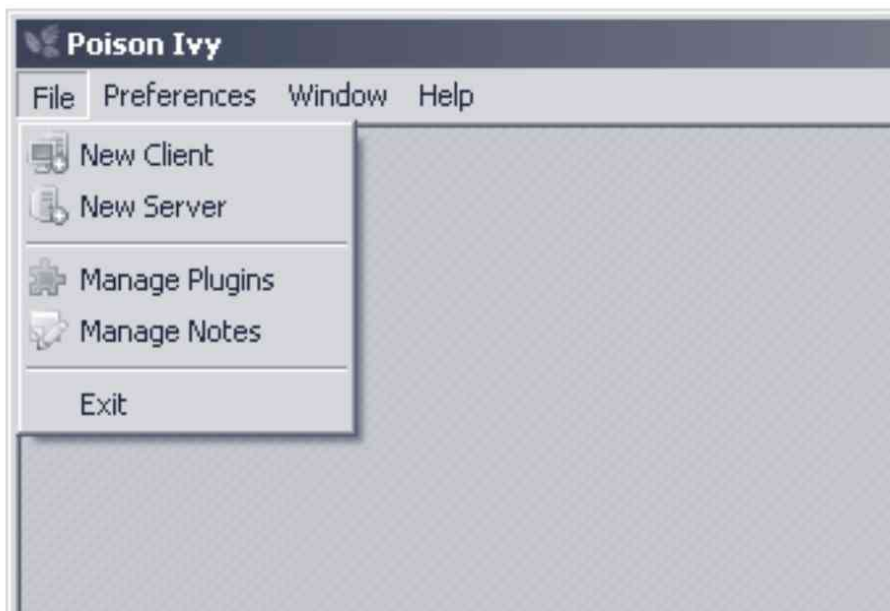 Poison Ivy
File Preferences Window Help
New Client
New Server
Manage Plugins
Manage Notes
Exit